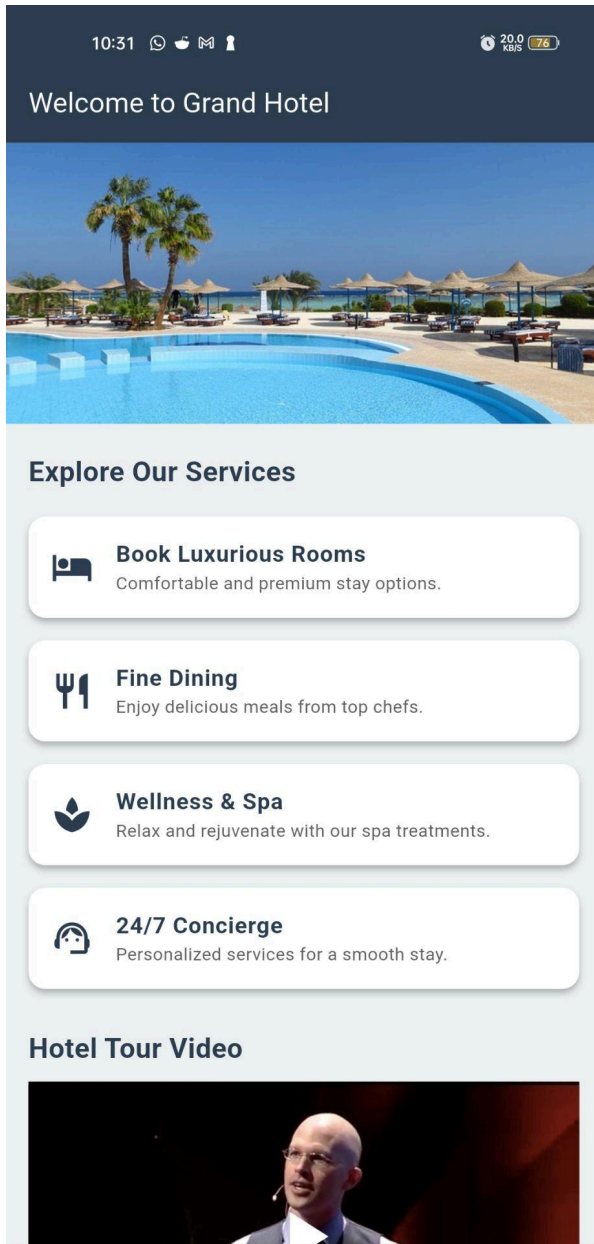 10:31
20.0
KB/S
76
Welcome to Grand Hotel
Explore Our Services
Book Luxurious Rooms
Comfortable and premium stay options.
Fine Dining
Enjoy delicious meals from top chefs.
Wellness & Spa
Relax and rejuvenate with our spa treatments.
24/7 Concierge
Personalized services for a smooth stay.
Hotel Tour Video